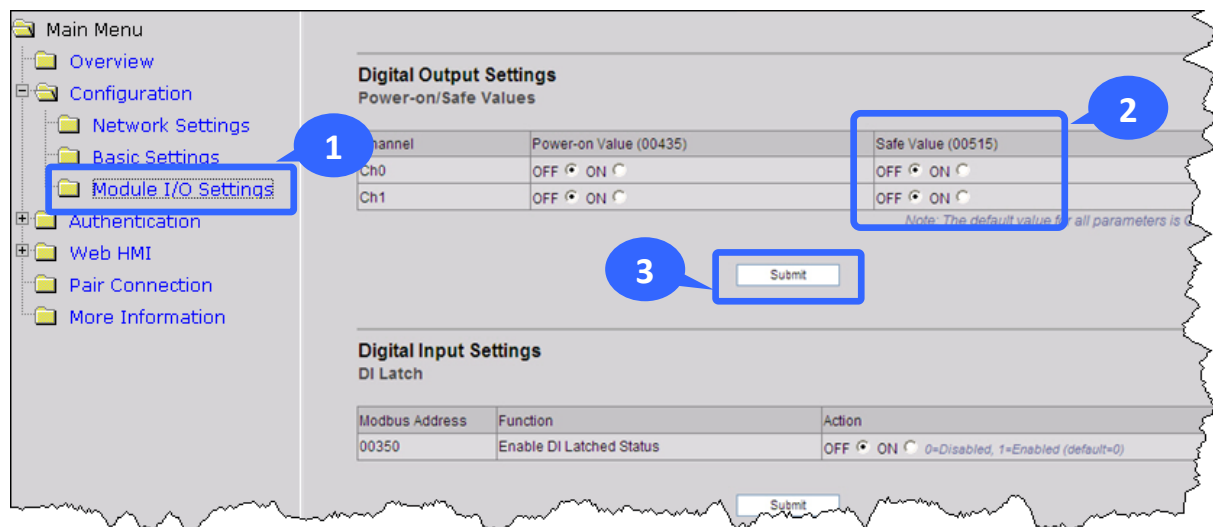 Main Menu
Overview
Configuration
Network Settings
Basic Settings
Module I/O Settings
Authentication
Web HMI
Pair Connection
More Information
1
Digital Output Settings
Power-on/Safe Values
2
Power-on Value (00435) Safe Value (00515)
Ch0 OFF ON OFF ON
Ch1 OFF ON OFF ON
Note: The default value for all parameters is
3
Submit
Digital Input Settings
DI Latch
Modbus Address Function Action
00350 Enable DI Latched Status OFF ON 0=Disabled, 1=Enabled (default=0)
Submit